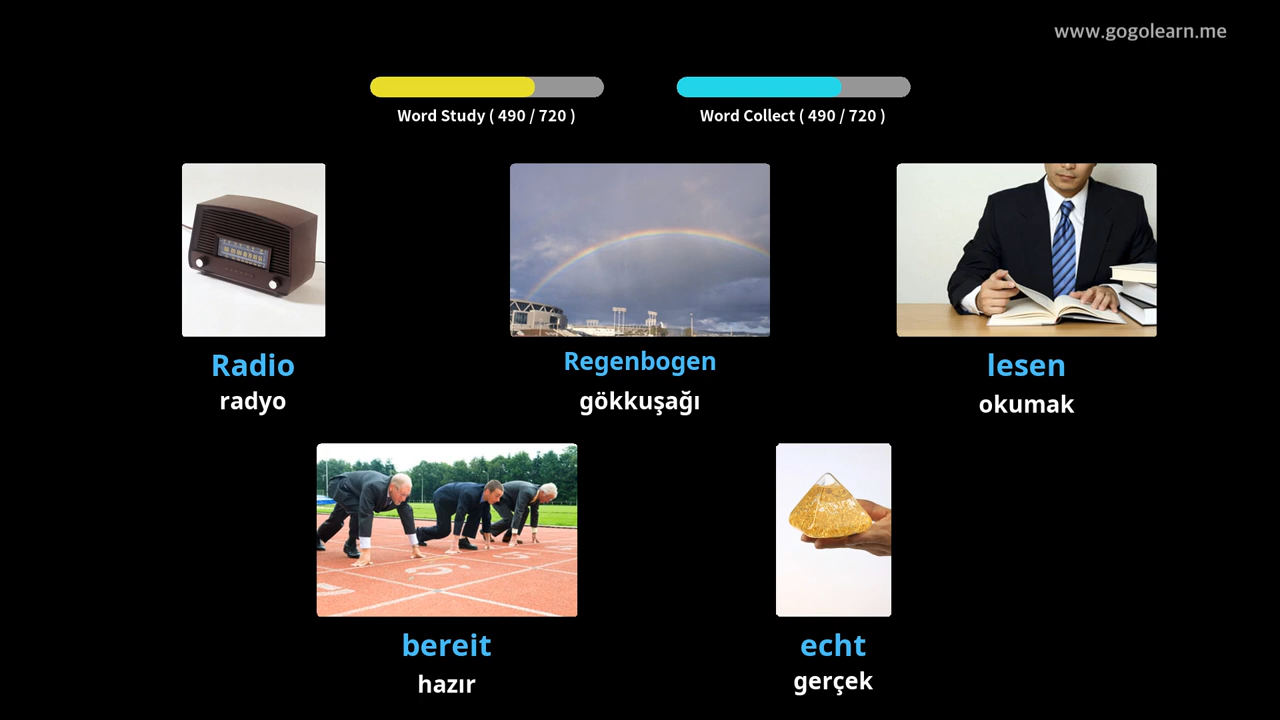 www.gogolearn.me
Word Study ( 490 / 720 )
Word Collect ( 490 / 720 )
Radio
radyo
Regenbogen
gökkuşağı
lesen
okumak
bereit
hazır
echt
gerçek